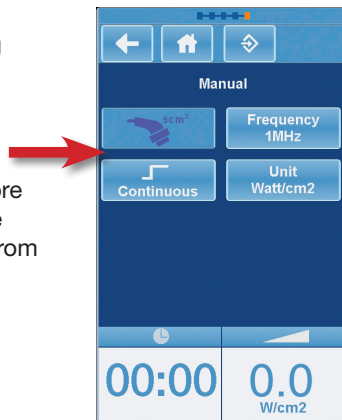 Manual
5cm²
Frequency
1MHz
Continuous
Unit
Watt/cm2
ore
e
rom
00:00
0.0
W/cm2